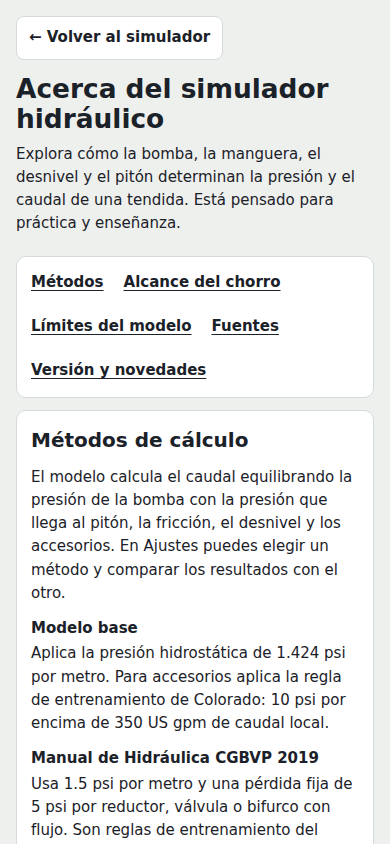 ← Volver al simulador
Acerca del simulador
hidráulico
Explora cómo la bomba, la manguera, el
desnivel y el pitón determinan la presión y el
caudal de una tendida. Está pensado para
práctica y enseñanza.
Métodos Alcance del chorro
Límites del modelo Fuentes
Versión y novedades
Métodos de cálculo
El modelo calcula el caudal equilibrando la
presión de la bomba con la presión que
llega al pitón, la fricción, el desnivel y los
accesorios. En Ajustes puedes elegir un
método y comparar los resultados con el
otro.
Modelo base
Aplica la presión hidrostática de 1.424 psi
por metro. Para accesorios aplica la regla
de entrenamiento de Colorado: 10 psi por
encima de 350 US gpm de caudal local.
Manual de Hidráulica CGBVP 2019
Usa 1.5 psi por metro y una pérdida fija de
5 psi por reductor, válvula o bifurco con
flujo. Son reglas de entrenamiento del